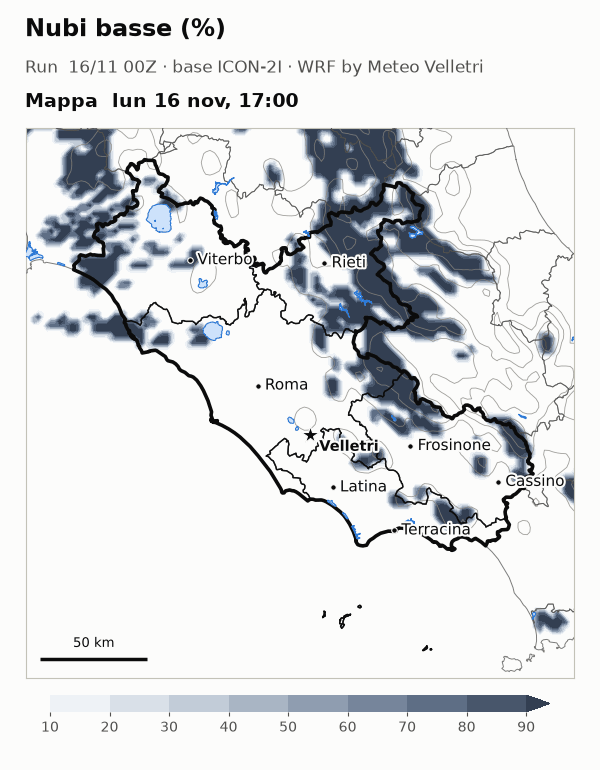 Nubi basse (%)
Run  16/11 00Z · base ICON-2I · WRF by Meteo Velletri
Mappa  lun 16 nov, 17:00
Viterbo
Rieti
Roma
Velletri
Frosinone
Latina
Cassino
Terracina
50 km
10 20 30 40 50 60 70 80 90